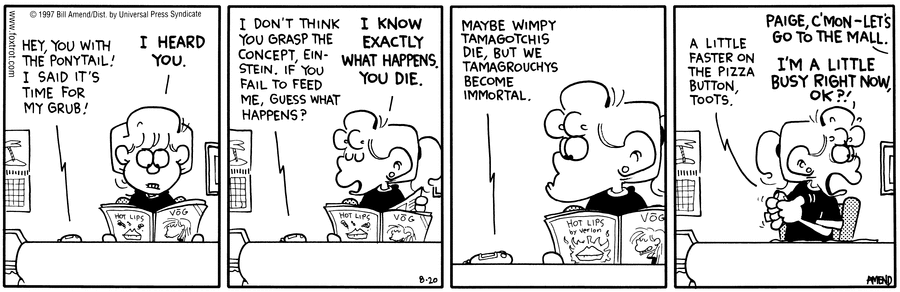 © 1997 Bill Amend/Dist. by Universal Press Syndicate
www.foxtrot.com
HEY, YOU WITH
THE PONYTAIL!
I SAID IT'S
TIME FOR
MY GRUB!
I HEARD
YOU.
HOT LIPS
VŌG
I DON'T THINK
YOU GRASP THE
CONCEPT, EIN-
STEIN. IF YOU
FAIL TO FEED
ME, GUESS WHAT
HAPPENS?
I KNOW
EXACTLY
WHAT HAPPENS.
YOU DIE.
HOT LIPS
VŌG
8-20
MAYBE WIMPY
TAMAGOTCHIS
DIE, BUT WE
TAMAGROUCHYS
BECOME
IMMORTAL.
HOT LIPS
by Verlon
VŌG
PAIGE, C'MON-LET'S
GO TO THE MALL.
A LITTLE
FASTER ON
THE PIZZA
BUTTON,
TOOTS.
I'M A LITTLE
BUSY RIGHT NOW,
OK?!
AMEND